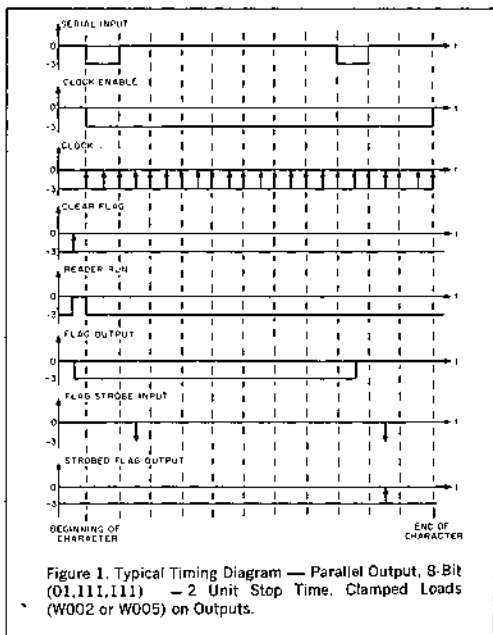 SERIAL INPUT
0
-3
t
CLOCK ENABLE
0
-3
t
CLOCK
0
-3
CLEAR FLAG
0
-3
t
READER RUN
0
-3
t
FLAG OUTPUT
0
-3
t
FLAG STROBE INPUT
0
-3
t
STROBED FLAG OUTPUT
0
-3
t
BEGINNING OF
CHARACTER
END OF
CHARACTER
Figure 1. Typical Timing Diagram — Parallel Output, 8-Bit
(01,111,111) — 2 Unit Stop Time. Clamped Loads
(W002 or W005) on Outputs.